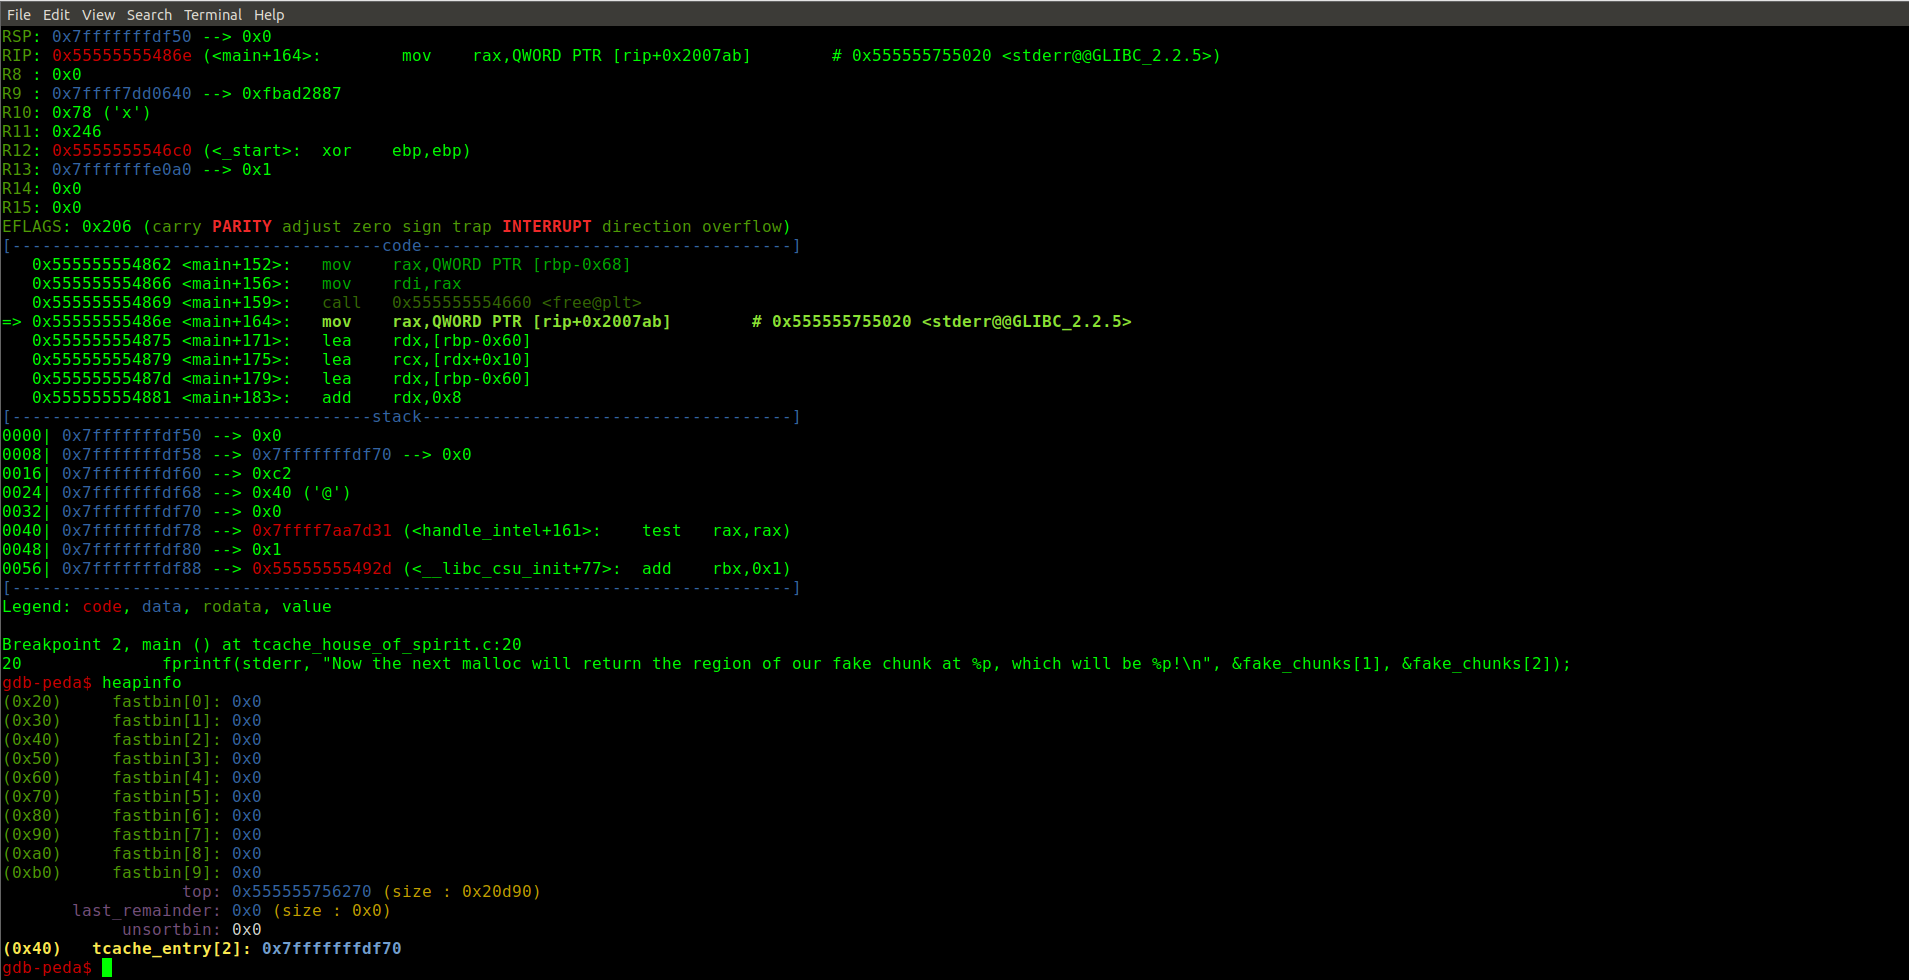 File Edit View Search Terminal Help
RSP: 0x7fffffffdf50 --> 0x0
RIP: 0x55555555486e (<main+164>:        mov    rax,QWORD PTR [rip+0x2007ab]        # 0x555555755020 <stderr@@GLIBC_2.2.5>)
R8 : 0x0
R9 : 0x7ffff7dd0640 --> 0xfbad2887
R10: 0x78 ('x')
R11: 0x246
R12: 0x5555555546c0 (<_start>:  xor    ebp,ebp)
R13: 0x7fffffffe0a0 --> 0x1
R14: 0x0
R15: 0x0
EFLAGS: 0x206 (carry PARITY adjust zero sign trap INTERRUPT direction overflow)
[-------------------------------------code-------------------------------------]
   0x555555554862 <main+152>:   mov    rax,QWORD PTR [rbp-0x68]
   0x555555554866 <main+156>:   mov    rdi,rax
   0x555555554869 <main+159>:   call   0x555555554660 <free@plt>
=> 0x55555555486e <main+164>:   mov    rax,QWORD PTR [rip+0x2007ab]        # 0x555555755020 <stderr@@GLIBC_2.2.5>
   0x555555554875 <main+171>:   lea    rdx,[rbp-0x60]
   0x555555554879 <main+175>:   lea    rcx,[rdx+0x10]
   0x55555555487d <main+179>:   lea    rdx,[rbp-0x60]
   0x555555554881 <main+183>:   add    rdx,0x8
[------------------------------------stack-------------------------------------]
0000| 0x7fffffffdf50 --> 0x0
0008| 0x7fffffffdf58 --> 0x7fffffffdf70 --> 0x0
0016| 0x7fffffffdf60 --> 0xc2
0024| 0x7fffffffdf68 --> 0x40 ('@')
0032| 0x7fffffffdf70 --> 0x0
0040| 0x7fffffffdf78 --> 0x7ffff7aa7d31 (<handle_intel+161>:    test   rax,rax)
0048| 0x7fffffffdf80 --> 0x1
0056| 0x7fffffffdf88 --> 0x55555555492d (<__libc_csu_init+77>:  add    rbx,0x1)
[------------------------------------------------------------------------------]
Legend: code, data, rodata, value
Breakpoint 2, main () at tcache_house_of_spirit.c:20
20              fprintf(stderr, "Now the next malloc will return the region of our fake chunk at %p, which will be %p!\n", &fake_chunks[1], &fake_chunks[2]);
gdb-peda$ heapinfo
(0x20)     fastbin[0]: 0x0
(0x30)     fastbin[1]: 0x0
(0x40)     fastbin[2]: 0x0
(0x50)     fastbin[3]: 0x0
(0x60)     fastbin[4]: 0x0
(0x70)     fastbin[5]: 0x0
(0x80)     fastbin[6]: 0x0
(0x90)     fastbin[7]: 0x0
(0xa0)     fastbin[8]: 0x0
(0xb0)     fastbin[9]: 0x0
                  top: 0x555555756270 (size : 0x20d90)
       last_remainder: 0x0 (size : 0x0)
            unsortbin: 0x0
(0x40)   tcache_entry[2]: 0x7fffffffdf70
gdb-peda$